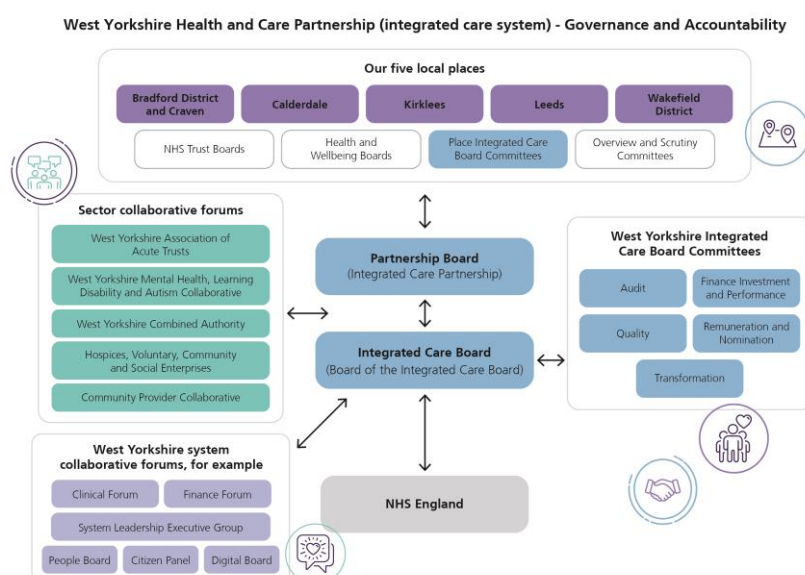 West Yorkshire Health and Care Partnership (integrated care system) - Governance and Accountability
Our five local places
Bradford District
and Craven
Calderdale
Kirklees
Leeds
Wakefield
District
NHS Trust Boards
Health and
Wellbeing Boards
Place Integrated Care
Board Committees
Overview and Scrutiny
Committees
Sector collaborative forums
West Yorkshire Association of
Acute Trusts
West Yorkshire Mental Health, Learning
Disability and Autism Collaborative
West Yorkshire Combined Authority
Hospices, Voluntary, Community
and Social Enterprises
Community Provider Collaborative
Partnership Board
(Integrated Care Partnership)
Integrated Care Board
(Board of the Integrated Care Board)
West Yorkshire Integrated
Care Board Committees
Audit
Finance Investment
and Performance
Quality
Remuneration and
Nomination
Transformation
West Yorkshire system
collaborative forums, for example
Clinical Forum
Finance Forum
System Leadership Executive Group
People Board
Citizen Panel
Digital Board
NHS England